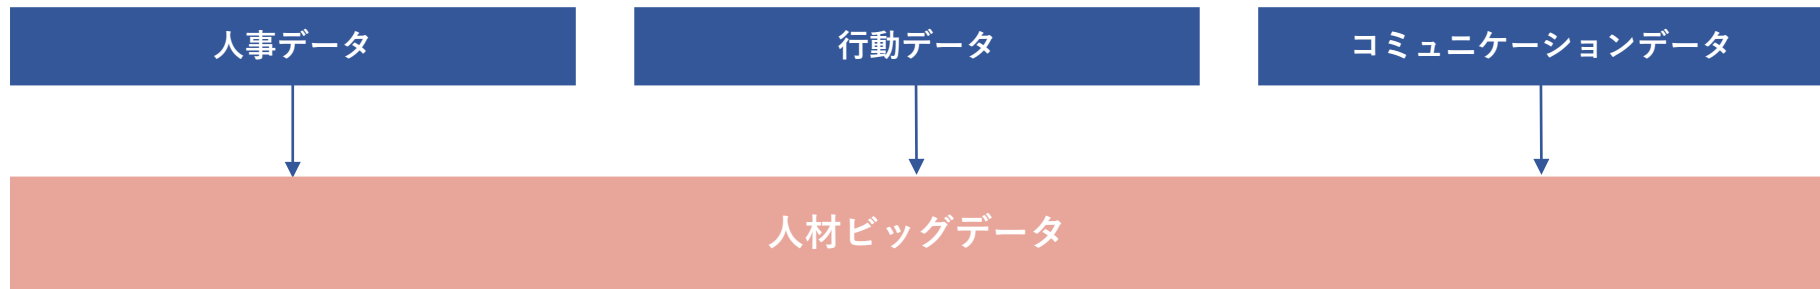 人事データ
行動データ
コミュニケーションデータ
人材ビッグデータ